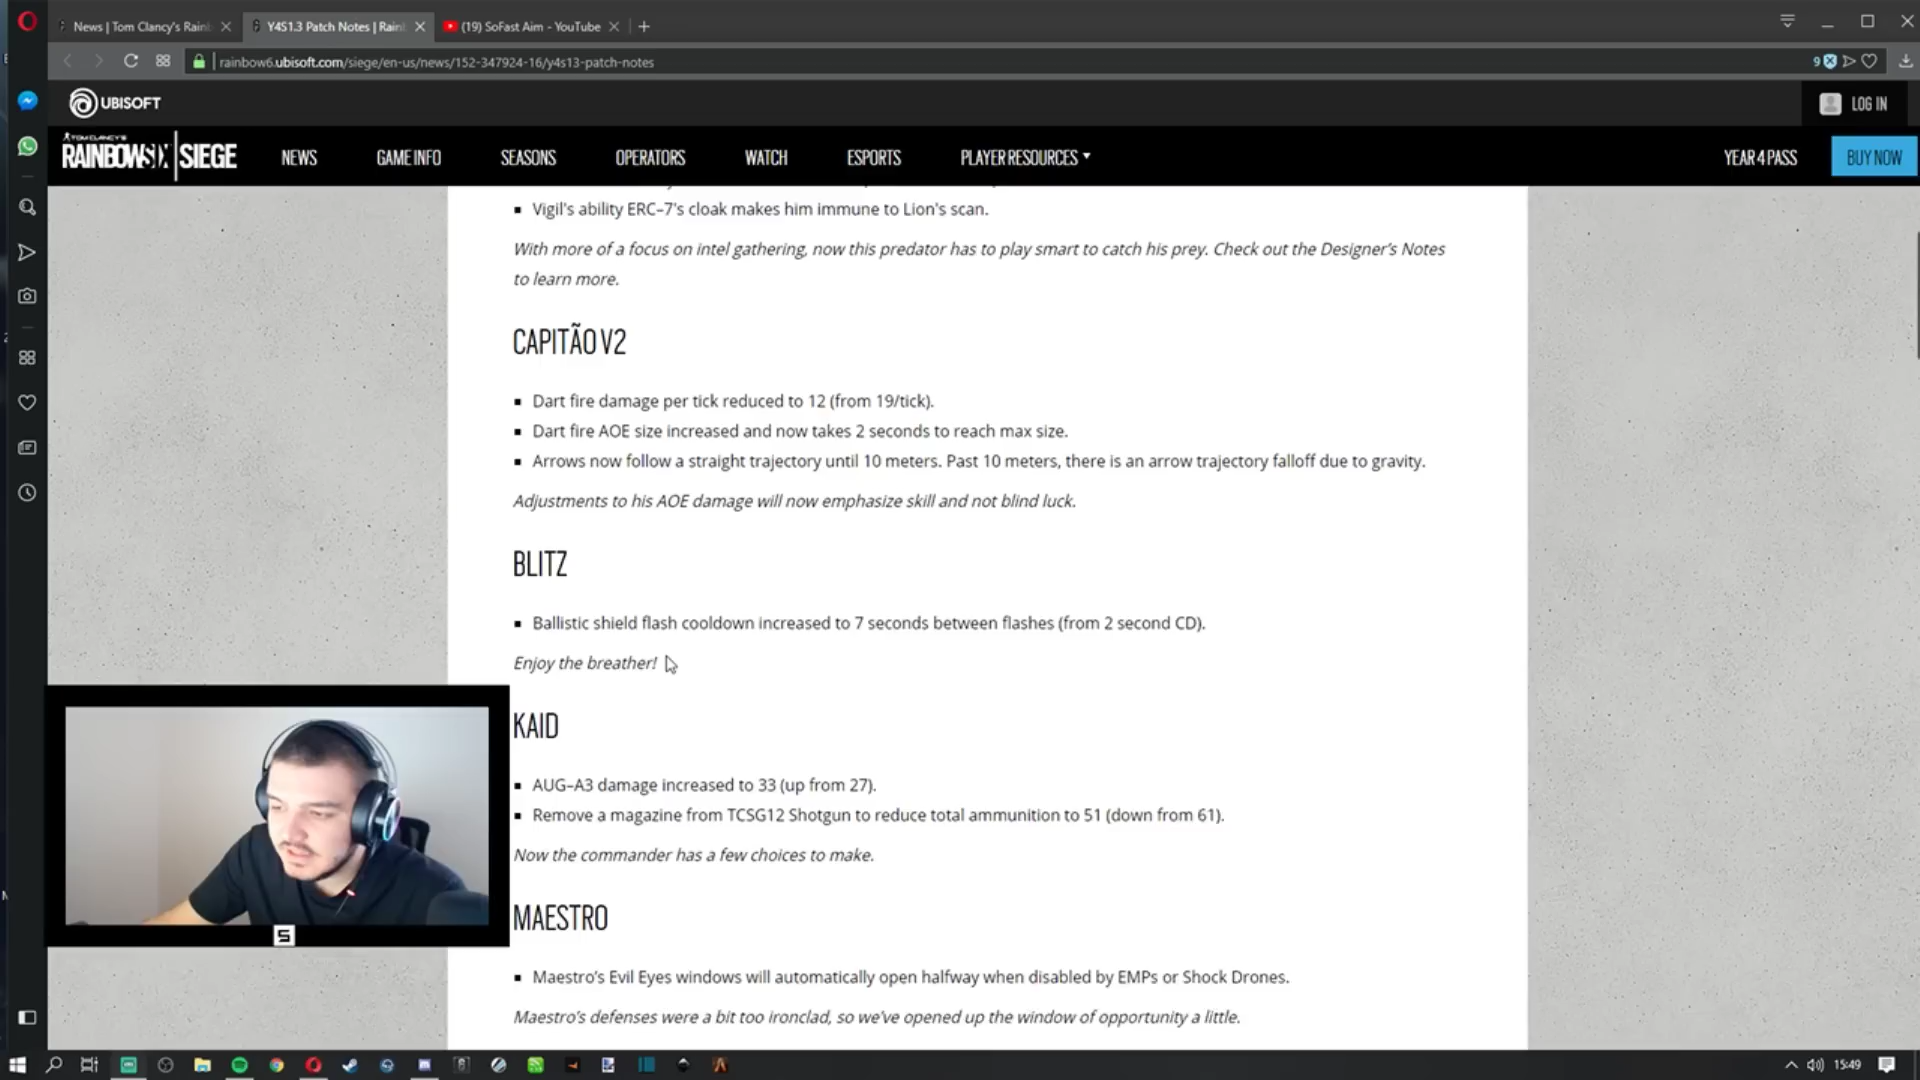 News | Tom Clancy's Rain
Y4S1.3 Patch Notes | Rain
(19) SoFast Aim - YouTube
rainbow6.ubisoft.com/siege/en-us/news/152-347924-16/y4s13-patch-notes
9
UBISOFT
LOG IN
TOM CLANCY'S
RAINBOW SIX | SIEGE
NEWS
GAME INFO
SEASONS
OPERATORS
WATCH
ESPORTS
PLAYER RESOURCES
YEAR 4 PASS
BUY NOW
▪ Vigil's ability ERC–7's cloak makes him immune to Lion's scan.
With more of a focus on intel gathering, now this predator has to play smart to catch his prey. Check out the Designer's Notes
to learn more.
CAPITÃO V2
▪ Dart fire damage per tick reduced to 12 (from 19/tick).
▪ Dart fire AOE size increased and now takes 2 seconds to reach max size.
▪ Arrows now follow a straight trajectory until 10 meters. Past 10 meters, there is an arrow trajectory falloff due to gravity.
Adjustments to his AOE damage will now emphasize skill and not blind luck.
BLITZ
▪ Ballistic shield flash cooldown increased to 7 seconds between flashes (from 2 second CD).
Enjoy the breather!
KAID
▪ AUG–A3 damage increased to 33 (up from 27).
▪ Remove a magazine from TCSG12 Shotgun to reduce total ammunition to 51 (down from 61).
Now the commander has a few choices to make.
MAESTRO
▪ Maestro's Evil Eyes windows will automatically open halfway when disabled by EMPs or Shock Drones.
Maestro's defenses were a bit too ironclad, so we've opened up the window of opportunity a little.
S
15:49